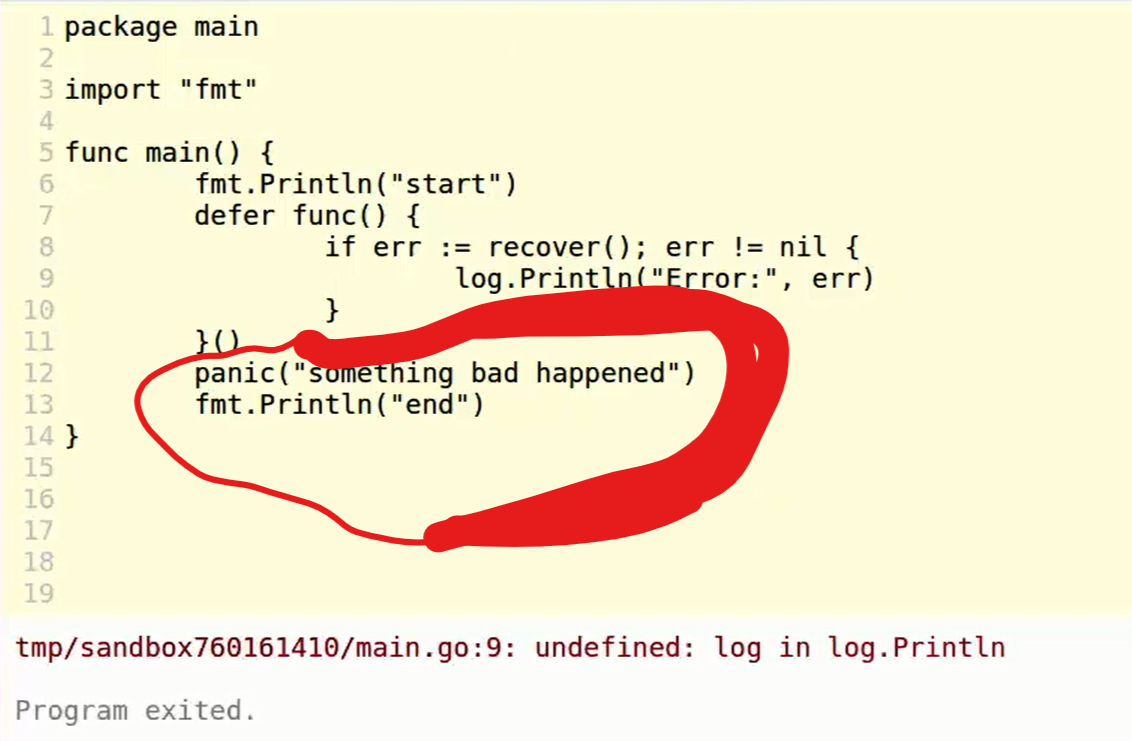 1 package main
2
3 import "fmt"
4
5 func main() {
6 fmt.Println("start")
7 defer func() {
8 if err := recover(); err != nil {
9 log.Println("Error:", err)
10 }
11 }()
12 panic("something bad happened")
13 fmt.Println("end")
14 }
15
16
17
18
19
tmp/sandbox760161410/main.go:9: undefined: log in log.Println
Program exited.